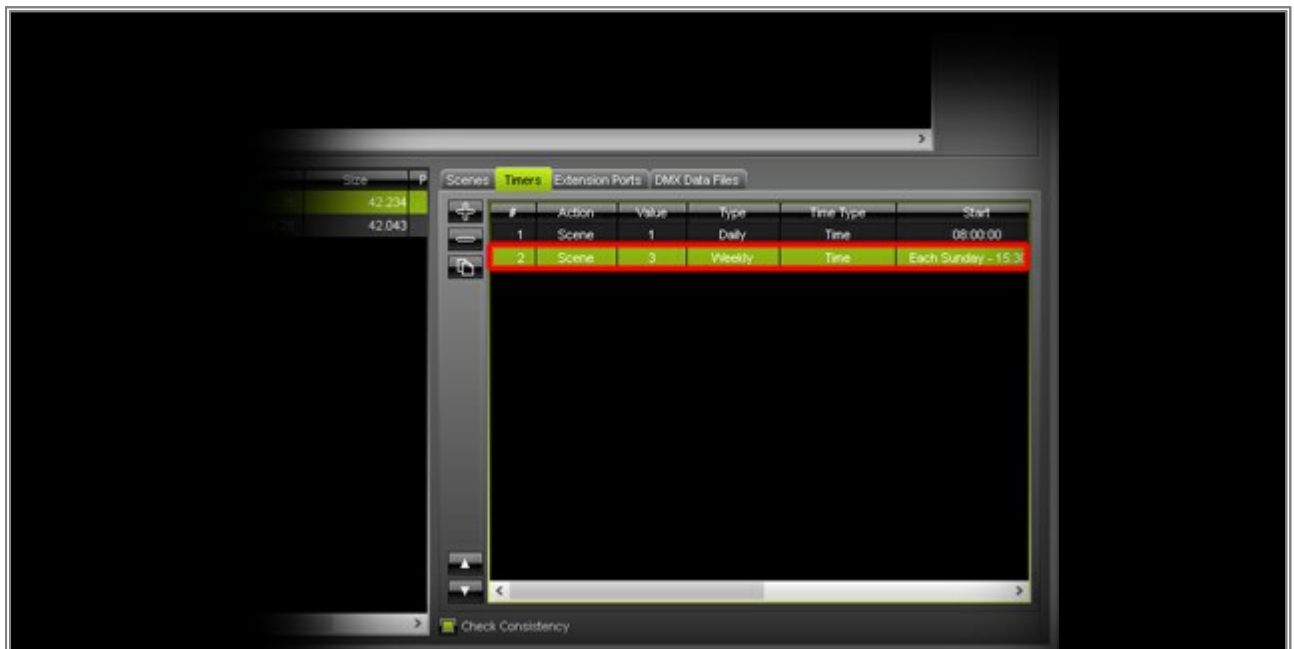 Size P
42.234
42.043
Scenes Timers Extension Ports DMX Data Files
# Action Value Type Time Type Start
1 Scene 1 Daily Time 08:00:00
2 Scene 3 Weekly Time Each Sunday - 15:3
Check Consistency